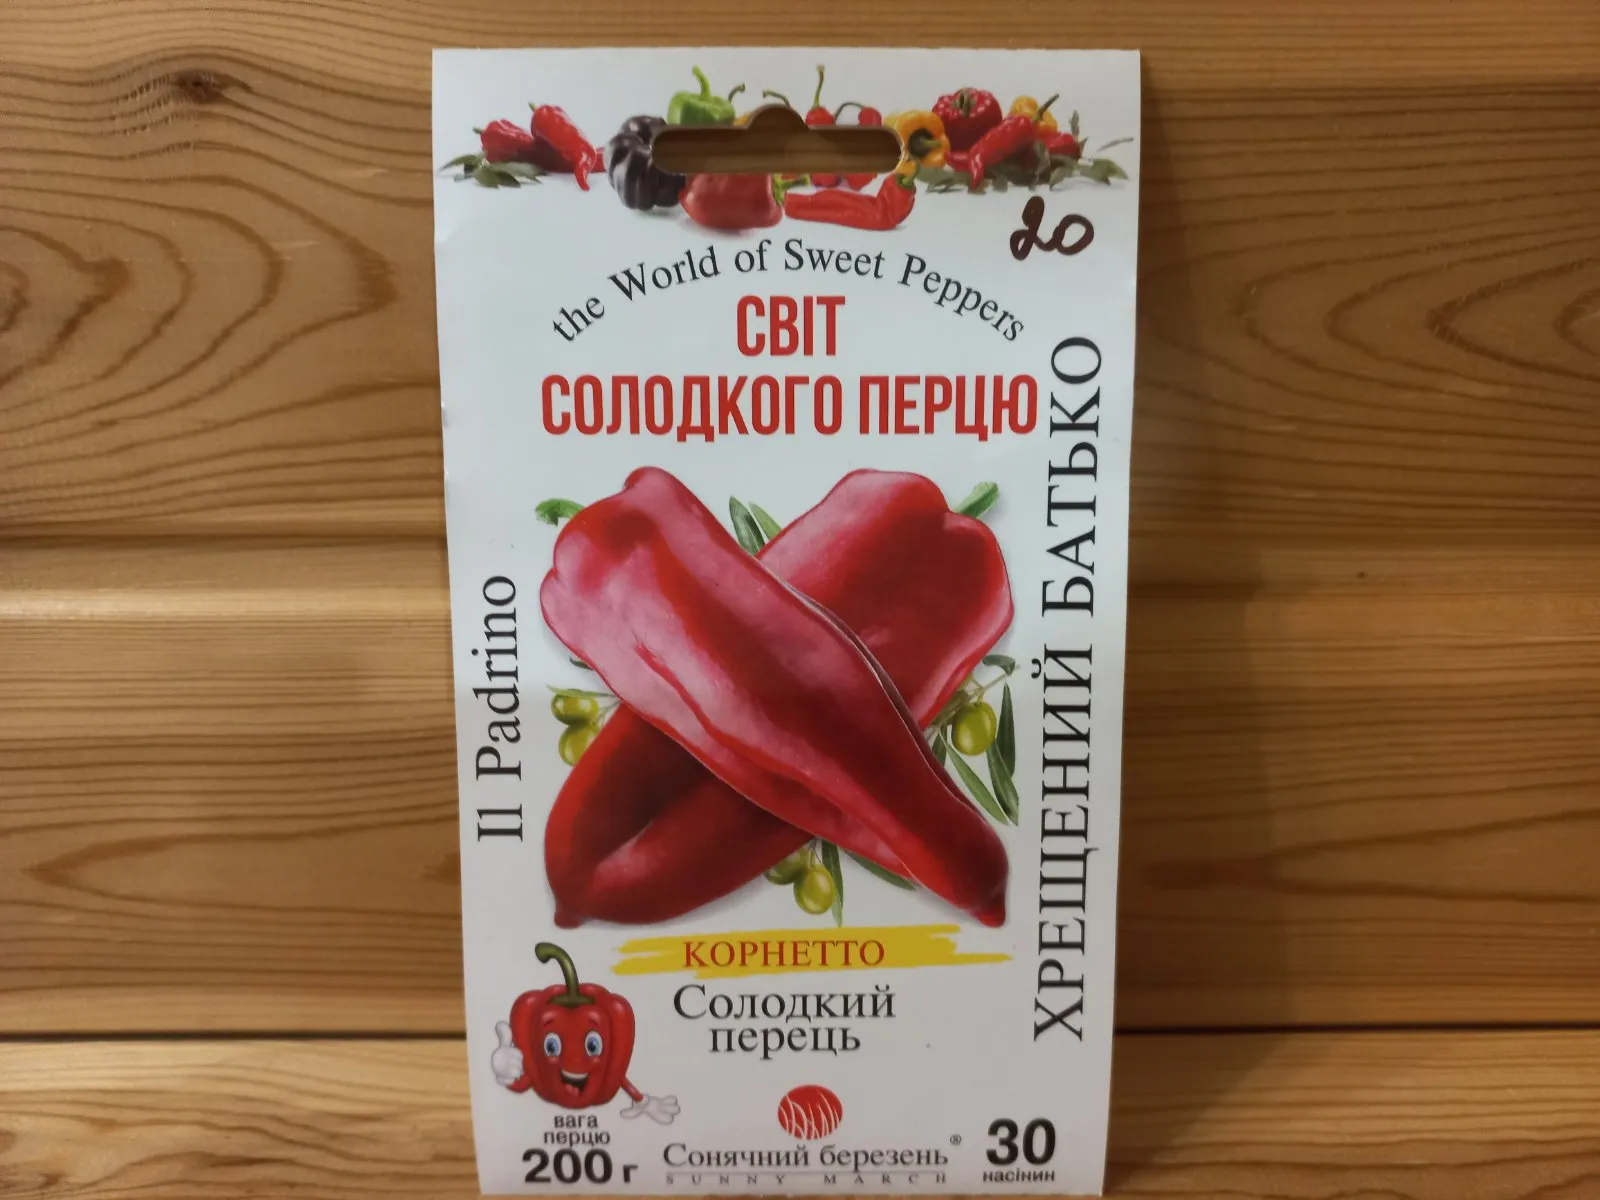 20
the World of Sweet Peppers
СВІТ
СОЛОДКОГО ПЕРЦЮ
Il Padrino
ХРЕЩЕНИЙ БАТЬКО
КОРНЕТТО
Солодкий
перець
вага
перцю
200 г
Сонячний березень®
SUNNY MARCH
30
насінин